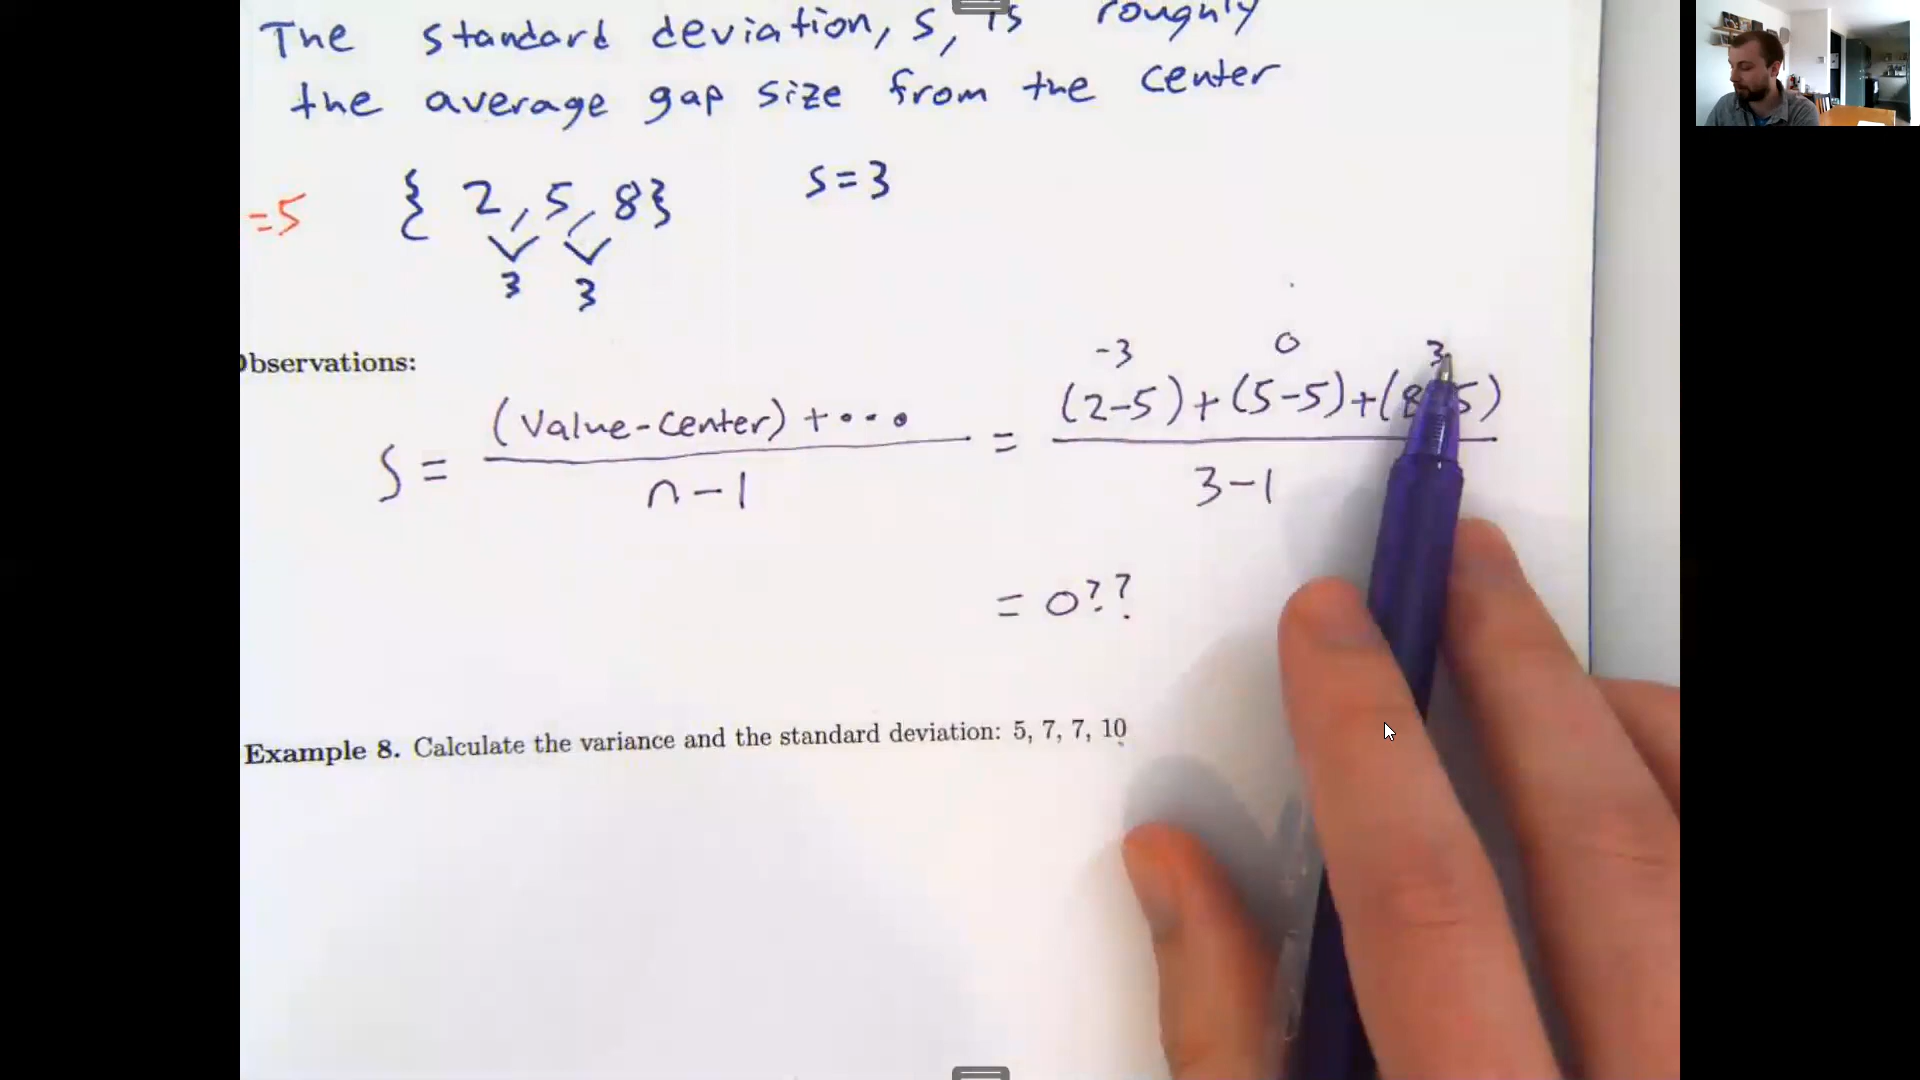 The standard deviation, s, is roughly
the average gap size from the center
=5 { 2, 5, 8} s=3
3 3
Observations:
-3 0 3
S = (Value-center) + ••• / n-1 = (2-5)+(5-5)+(8-5) / 3-1
= 0??
Example 8. Calculate the variance and the standard deviation: 5, 7, 7, 10